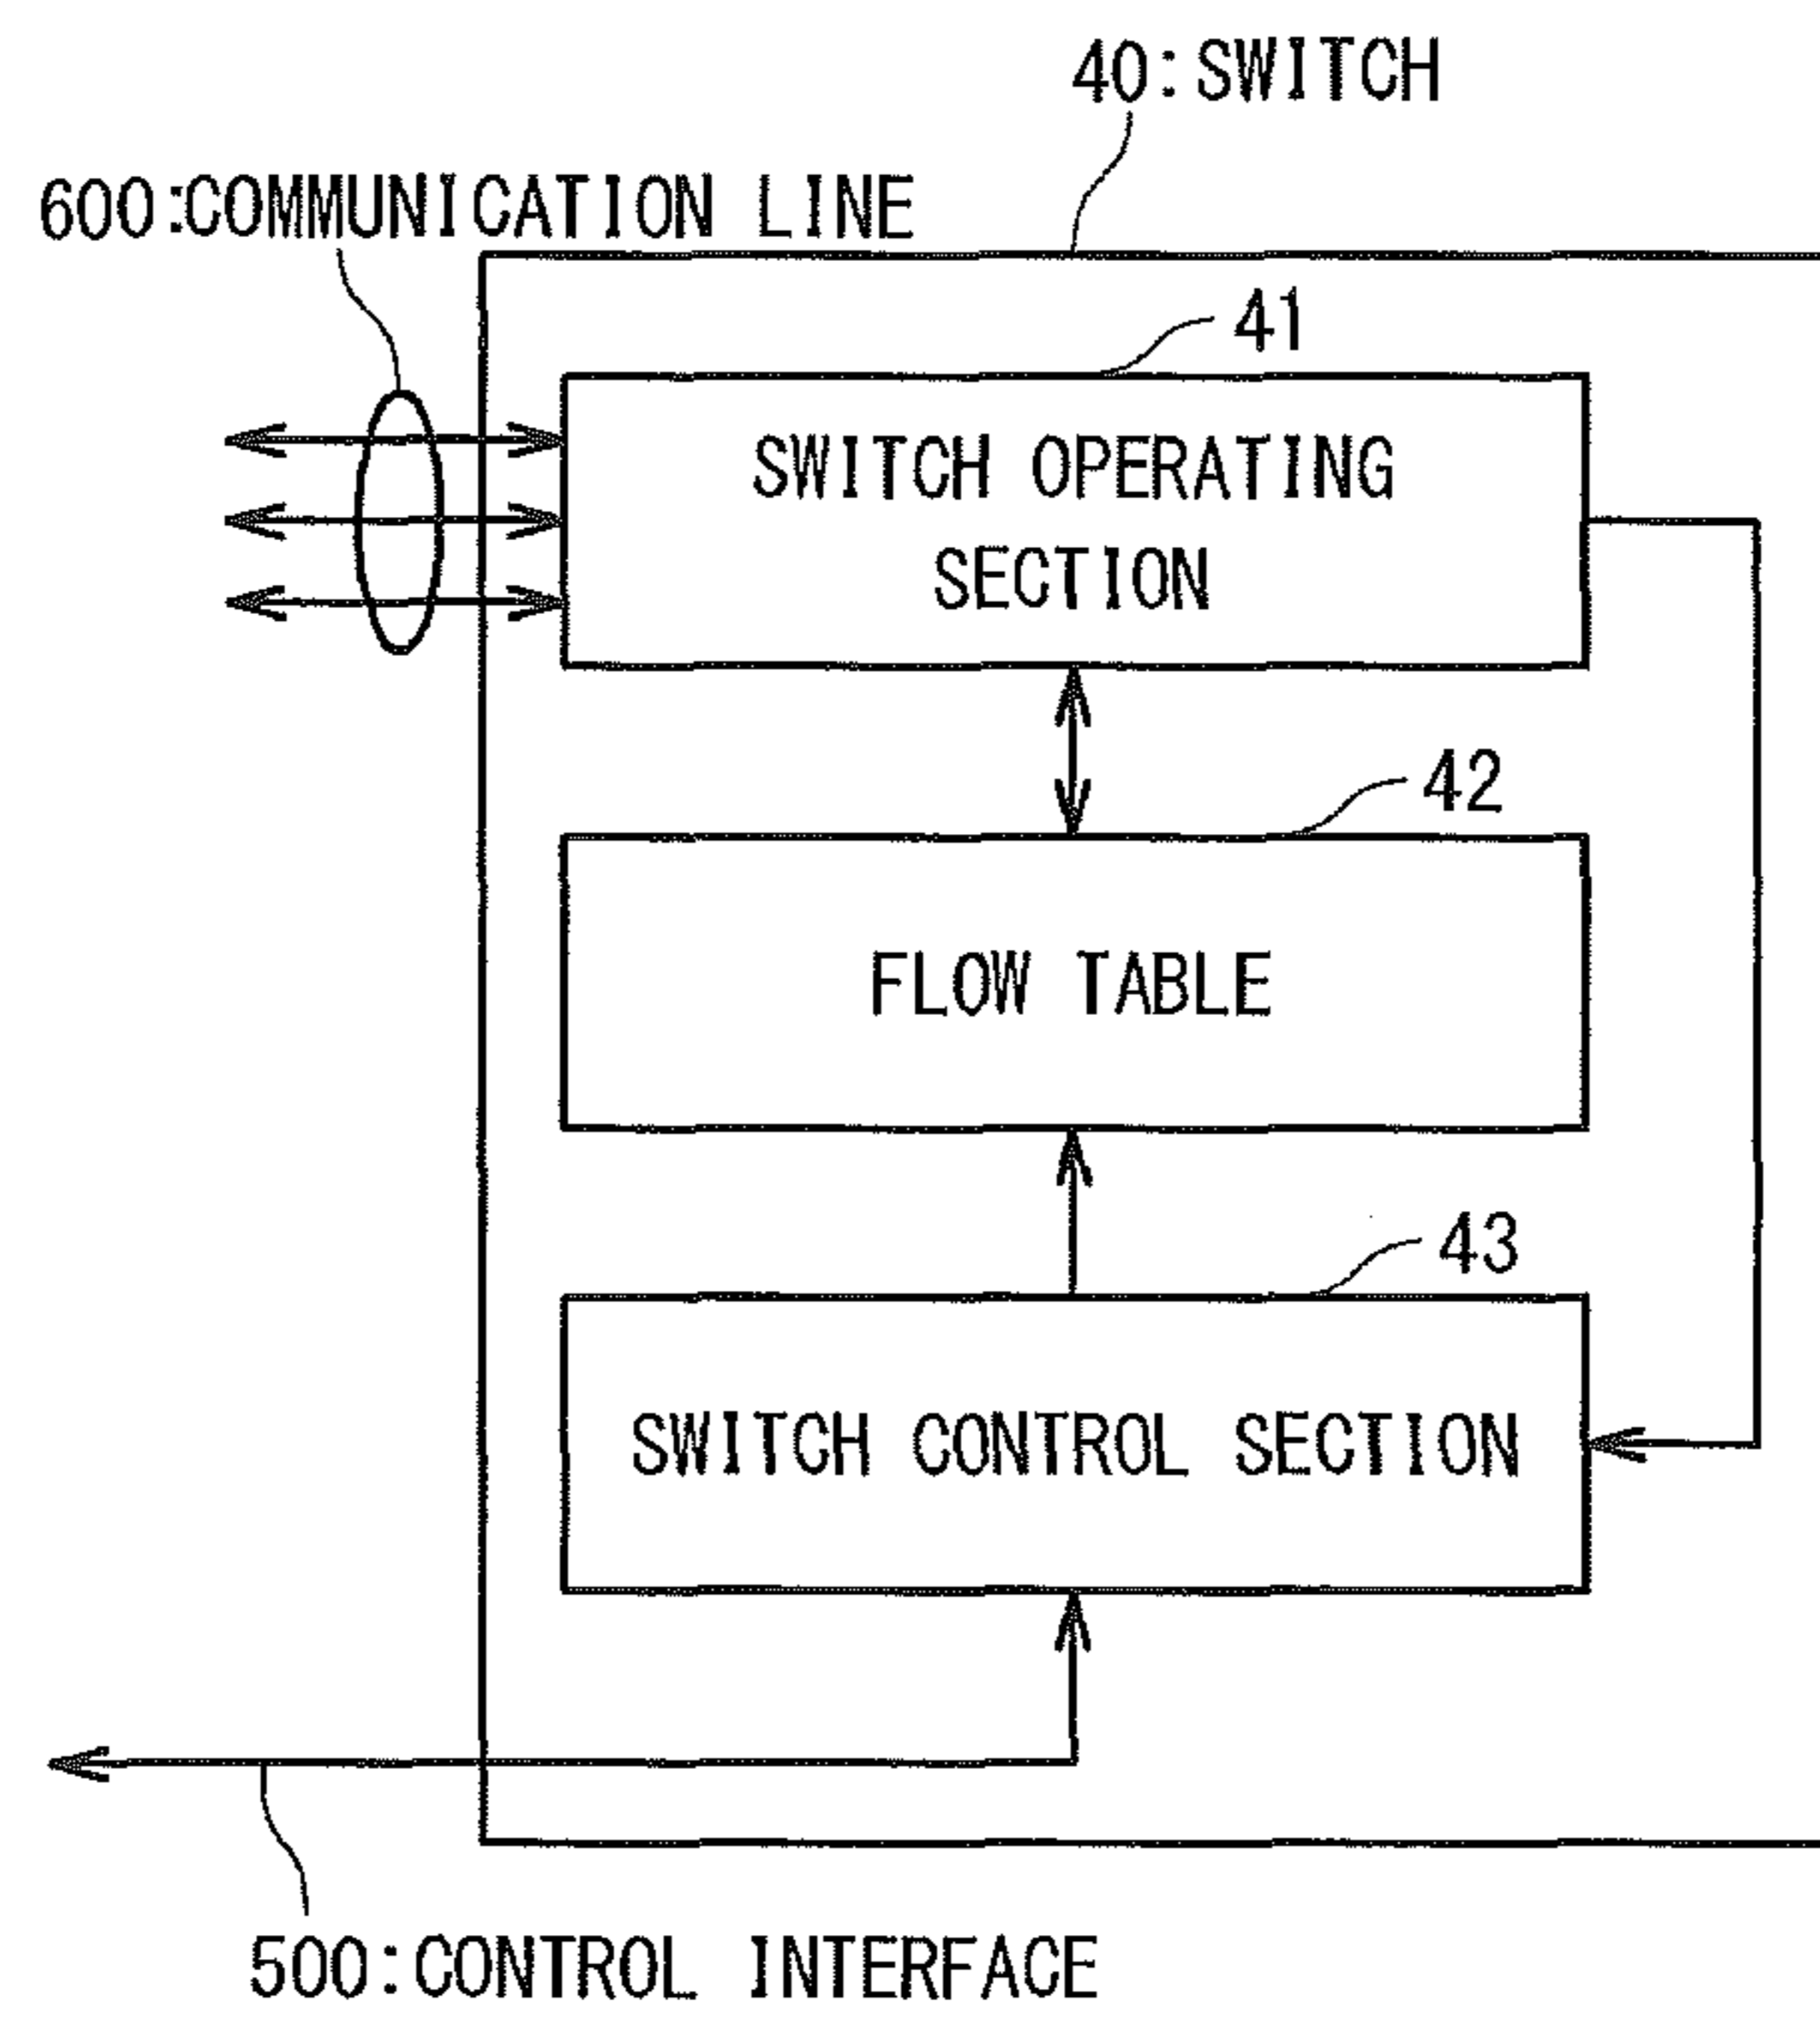 40:SWITCH
600:COMMUNICATION LINE
41
SWITCH OPERATING
SECTION
42
FLOW TABLE
43
SWITCH CONTROL SECTION
500:CONTROL INTERFACE